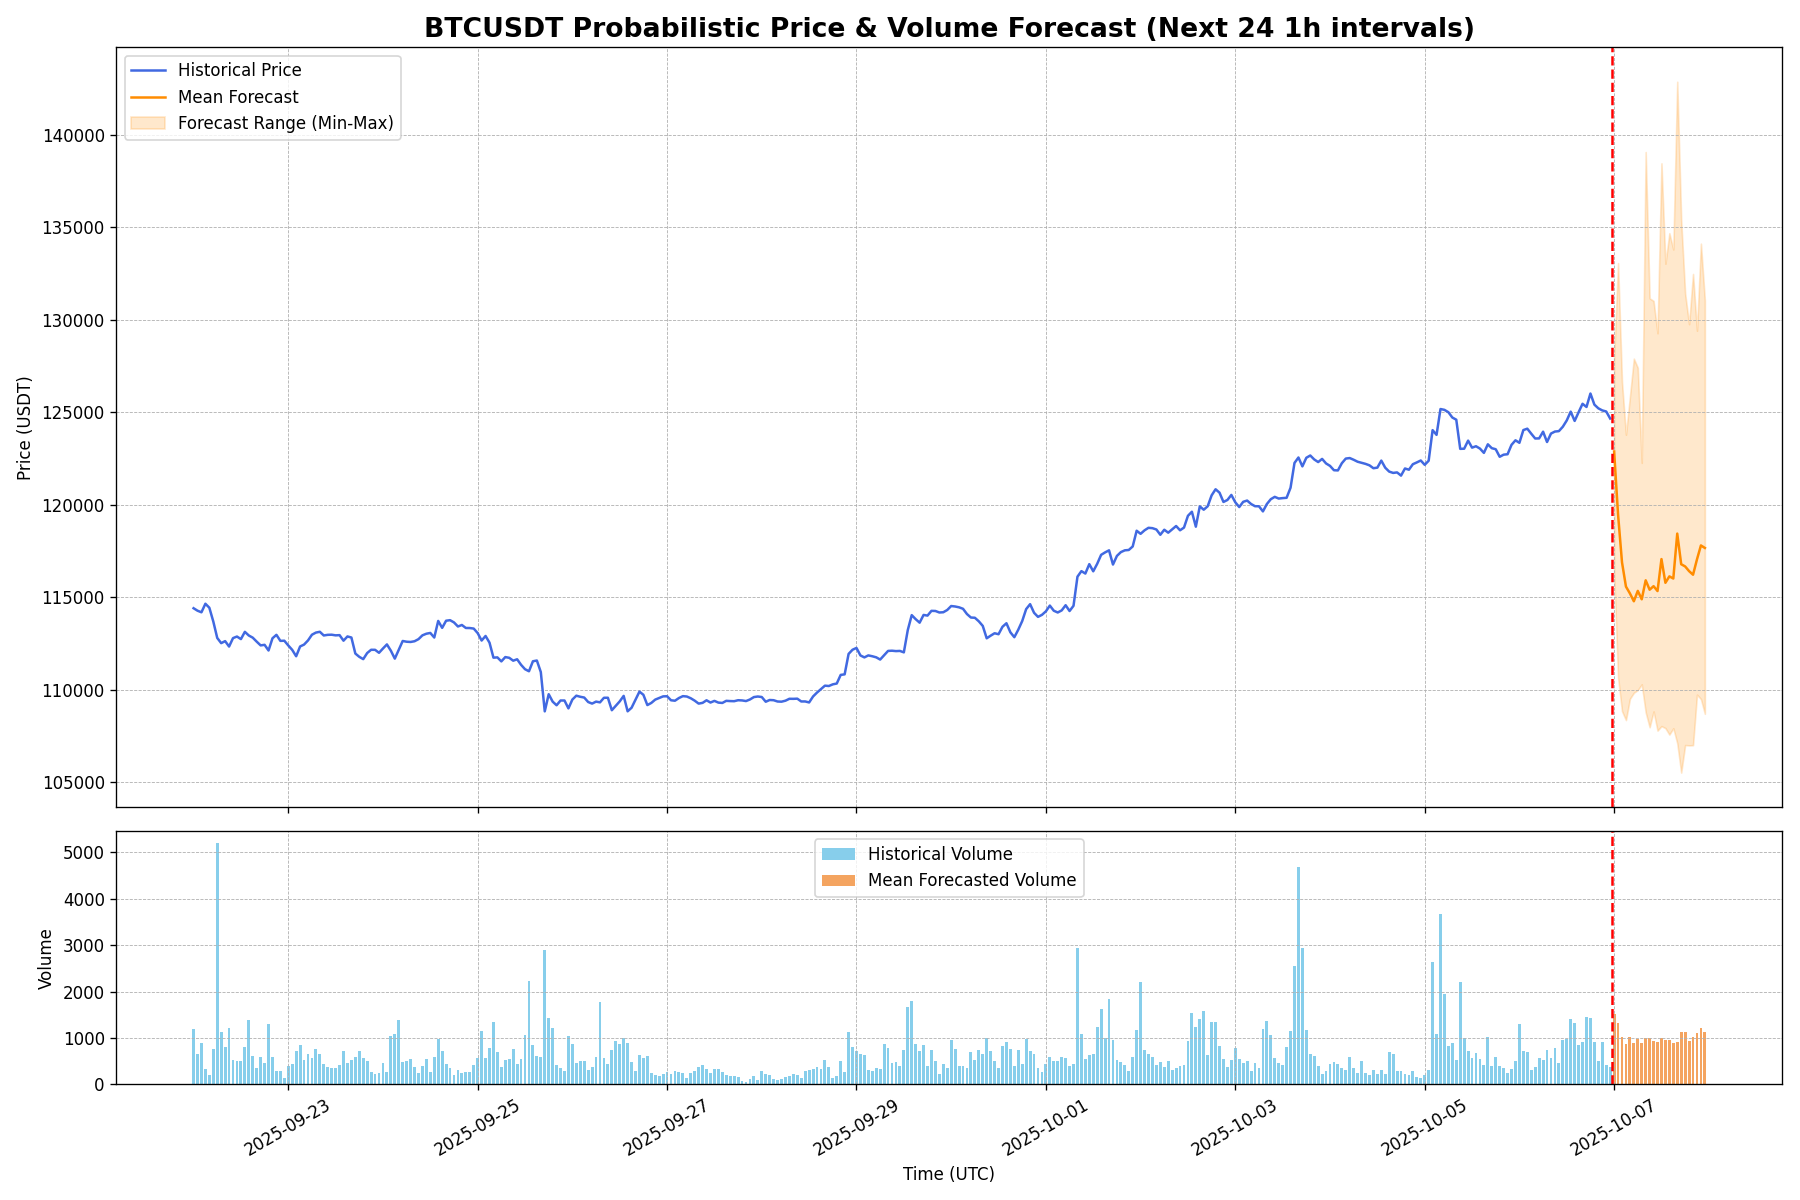 BTCUSDT Probabilistic Price & Volume Forecast (Next 24 1h intervals)
Historical Price
Mean Forecast
Forecast Range (Min-Max)
Price (USDT)
140000
135000
130000
125000
120000
115000
110000
105000
Historical Volume
Mean Forecasted Volume
Volume
5000
4000
3000
2000
1000
0
2025-09-23
2025-09-25
2025-09-27
2025-09-29
2025-10-01
2025-10-03
2025-10-05
2025-10-07
Time (UTC)